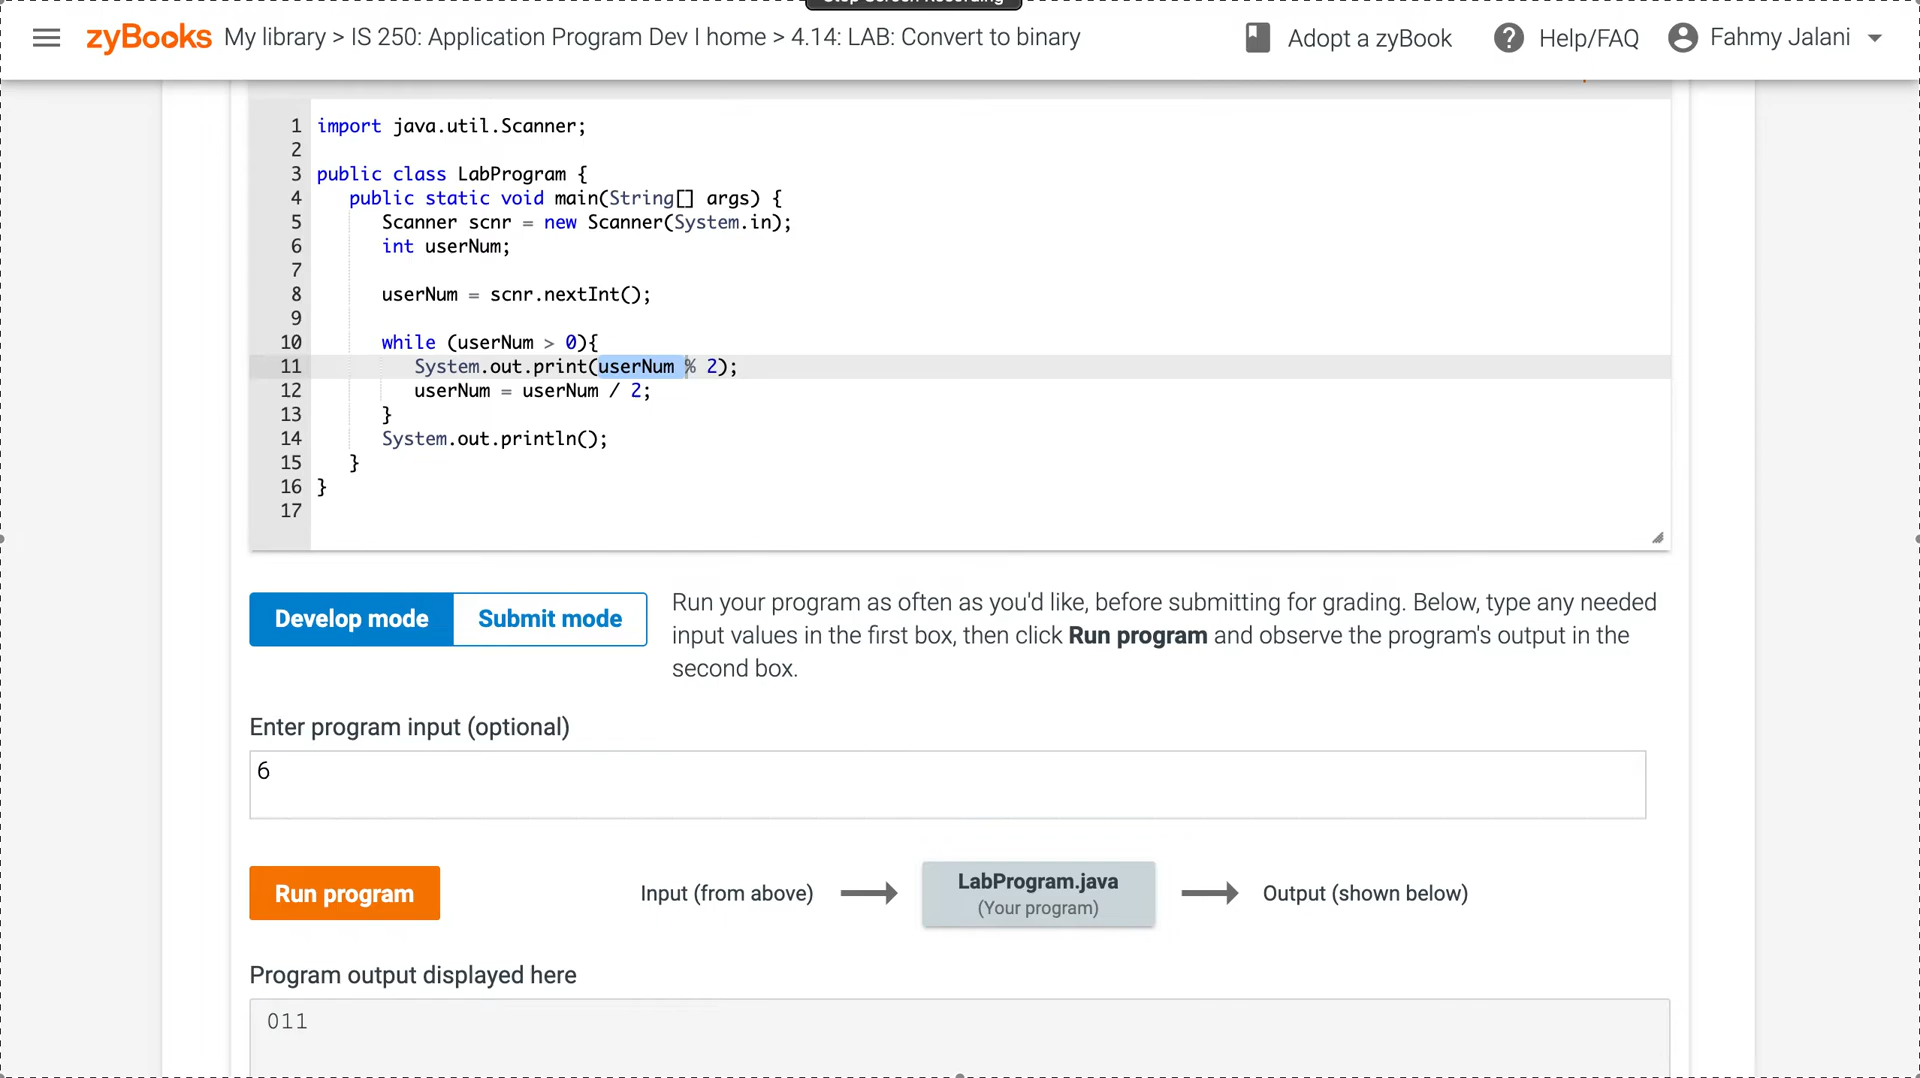 Stop Screen Recording
zyBooks My library > IS 250: Application Program Dev I home > 4.14: LAB: Convert to binary Adopt a zyBook Help/FAQ Fahmy Jalani
1 import java.util.Scanner;
2
3 public class LabProgram {
4 public static void main(String[] args) {
5 Scanner scnr = new Scanner(System.in);
6 int userNum;
7
8 userNum = scnr.nextInt();
9
10 while (userNum > 0){
11 System.out.print(userNum % 2);
12 userNum = userNum / 2;
13 }
14 System.out.println();
15 }
16 }
17
Develop mode Submit mode
Run your program as often as you'd like, before submitting for grading. Below, type any needed
input values in the first box, then click Run program and observe the program's output in the
second box.
Enter program input (optional)
6
Run program
Input (from above)
LabProgram.java
(Your program)
Output (shown below)
Program output displayed here
011